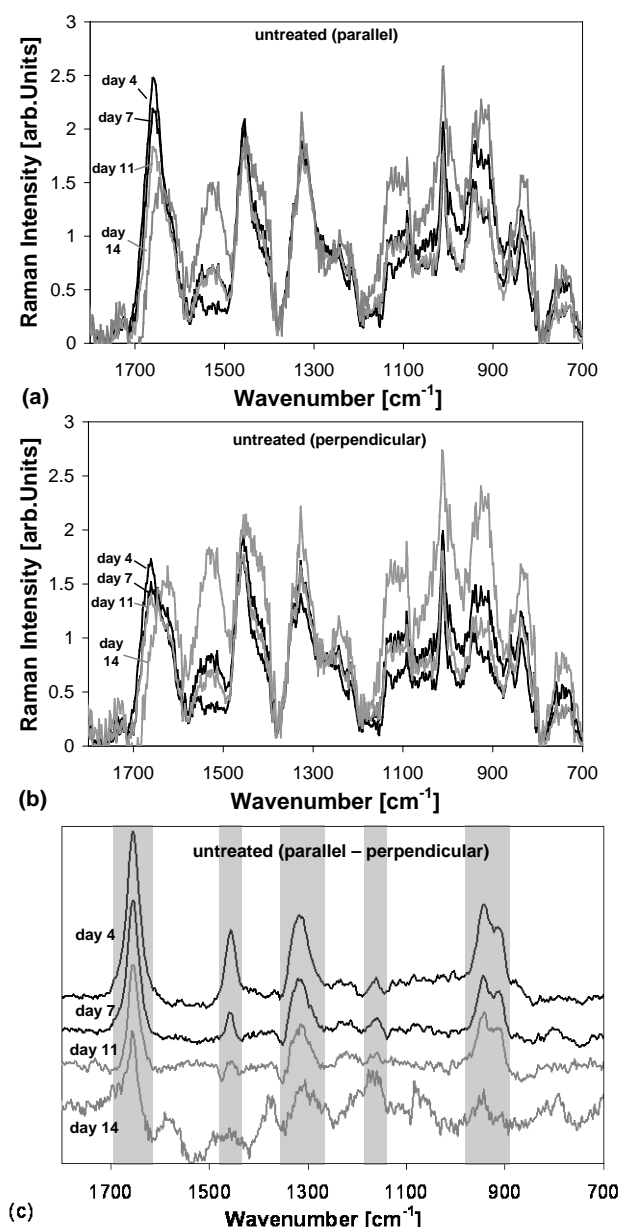 3
untreated (parallel)
2.5
day 4
2
day 7
1.5
day 11
1
day
14
0.5
0
Raman Intensity [arb.Units]
1700 1500 1300 1100 900 700
(a)
Wavenumber [cm-1]
3
untreated (perpendicular)
2.5
2
day 4
day 7
1.5
day 11
1
day
14
0.5
0
Raman Intensity [arb.Units]
1700 1500 1300 1100 900 700
(b)
Wavenumber [cm-1]
untreated (parallel – perpendicular)
day 4
day 7
day 11
day 14
1700 1500 1300 1100 900 700
(c)
Wavenumber [cm-1]